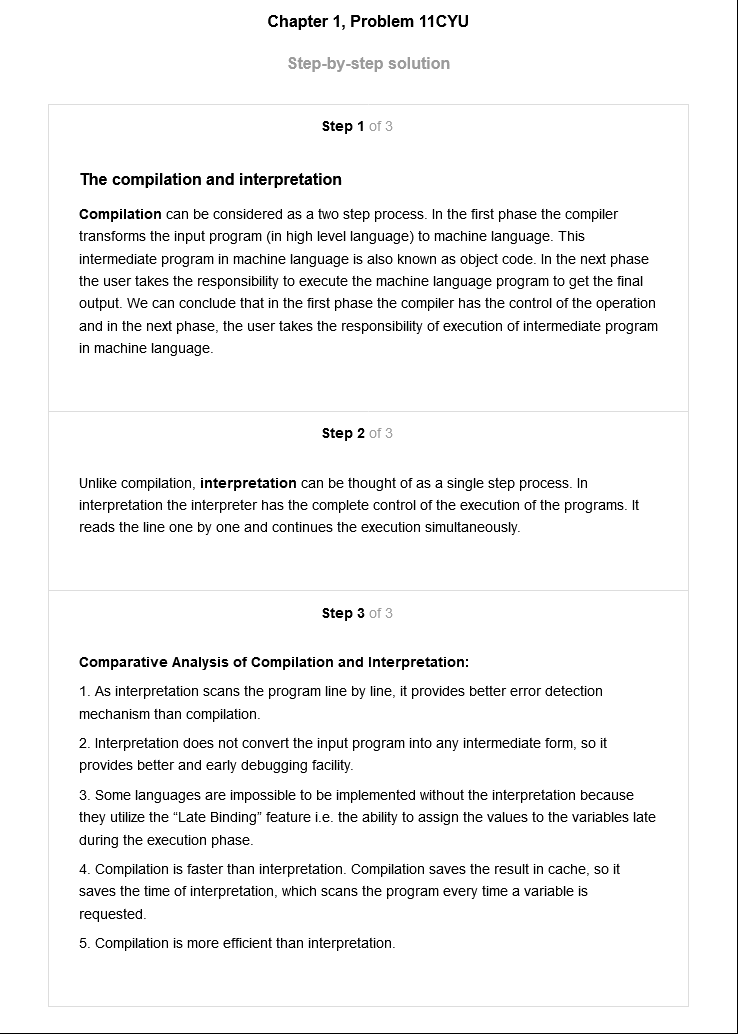 Chapter 1, Problem 11CYU
Step-by-step solution
Step 1 of 3
The compilation and interpretation
Compilation can be considered as a two step process. In the first phase the compiler
transforms the input program (in high level language) to machine language. This
intermediate program in machine language is also known as object code. In the next phase
the user takes the responsibility to execute the machine language program to get the final
output. We can conclude that in the first phase the compiler has the control of the operation
and in the next phase, the user takes the responsibility of execution of intermediate program
in machine language.
Step 2 of 3
Unlike compilation, interpretation can be thought of as a single step process. In
interpretation the interpreter has the complete control of the execution of the programs. It
reads the line one by one and continues the execution simultaneously.
Step 3 of 3
Comparative Analysis of Compilation and Interpretation:
1. As interpretation scans the program line by line, it provides better error detection
mechanism than compilation.
2. Interpretation does not convert the input program into any intermediate form, so it
provides better and early debugging facility.
3. Some languages are impossible to be implemented without the interpretation because
they utilize the “Late Binding” feature i.e. the ability to assign the values to the variables late
during the execution phase.
4. Compilation is faster than interpretation. Compilation saves the result in cache, so it
saves the time of interpretation, which scans the program every time a variable is
requested.
5. Compilation is more efficient than interpretation.